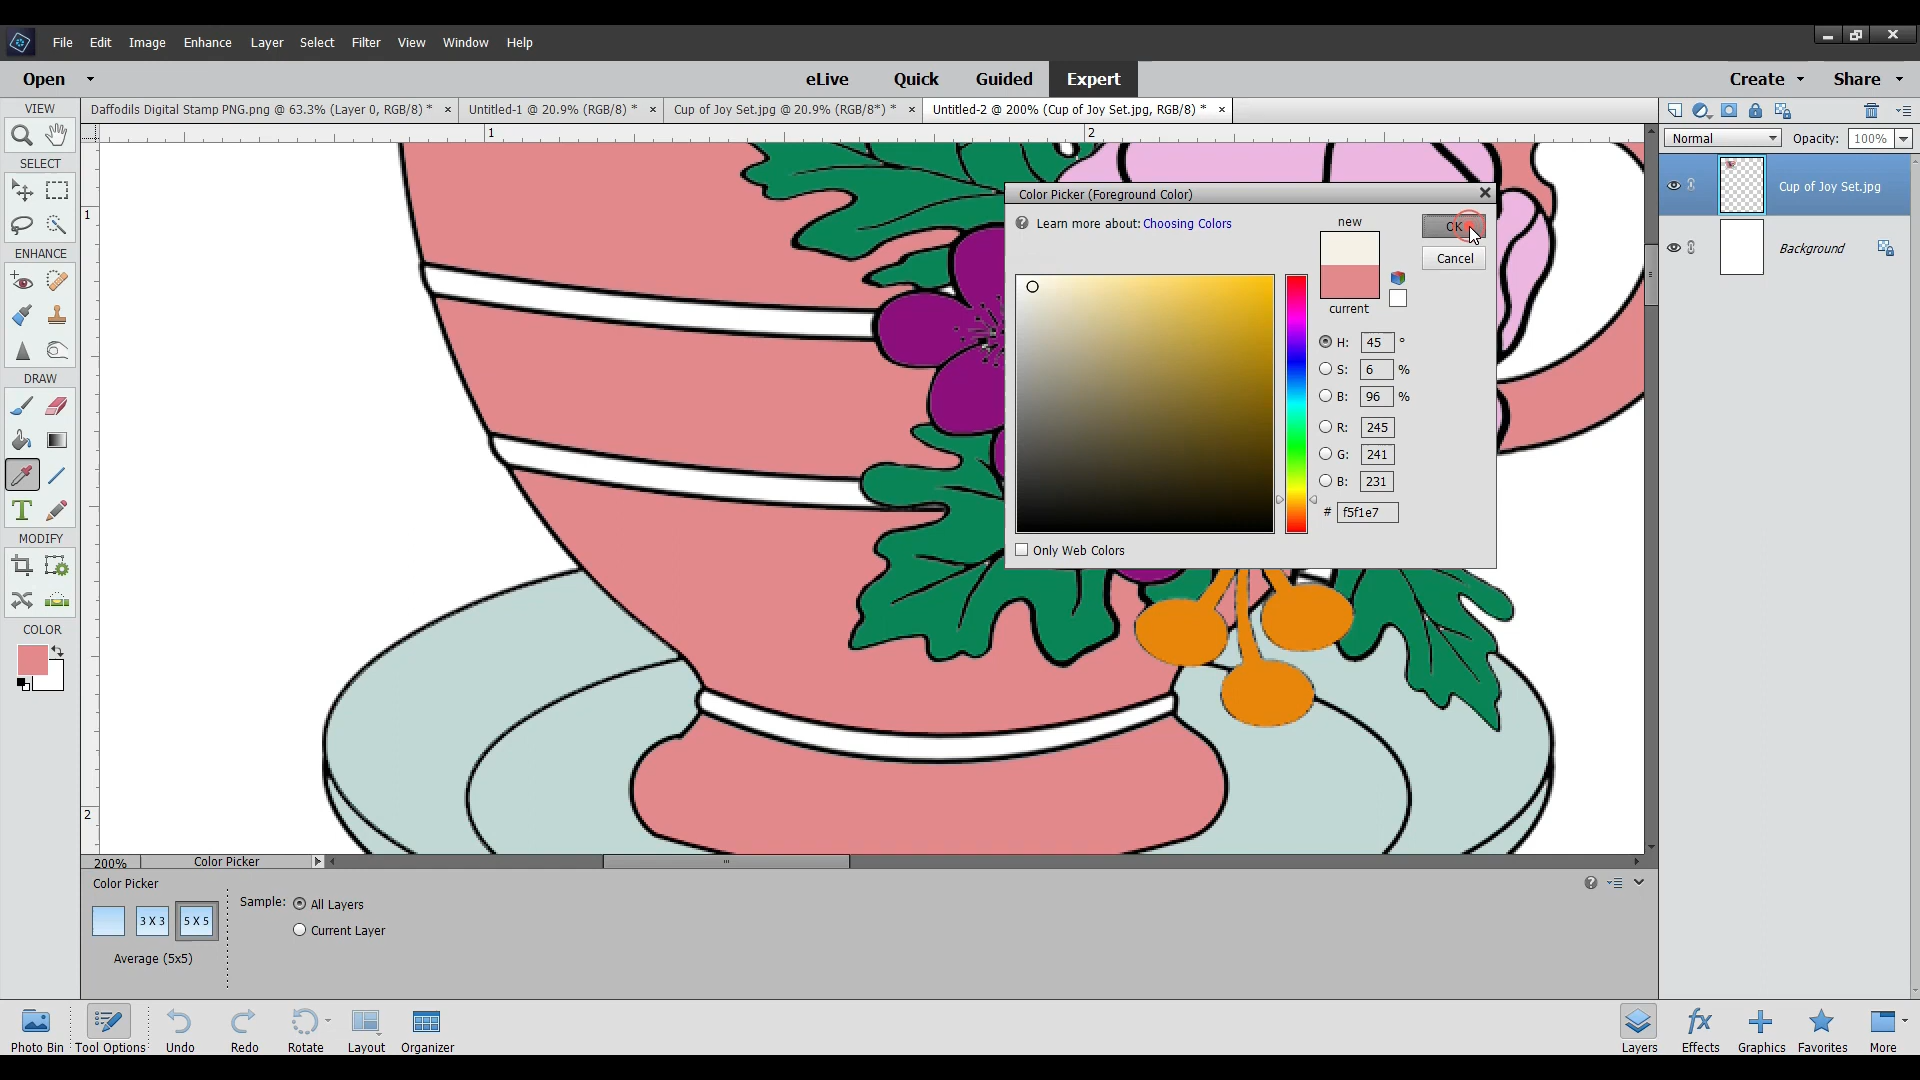 File Edit Image Enhance Layer Select Filter View Window Help
Open eLive Quick Guided Expert Create Share
VIEW
Daffodils Digital Stamp PNG.png @ 63.3% (Layer 0, RGB/8) * × Untitled-1 @ 20.9% (RGB/8) * × Cup of Joy Set.jpg @ 20.9% (RGB/8*) * × Untitled-2 @ 200% (Cup of Joy Set.jpg, RGB/8) * ×
1 2
Normal Opacity: 100%
SELECT
Color Picker (Foreground Color)
Cup of Joy Set.jpg
1
Learn more about: Choosing Colors
new
OK
Cancel
current
Background
ENHANCE
H: 45 °
S: 6 %
B: 96 %
R: 245
G: 241
B: 231
# f5f1e7
Only Web Colors
DRAW
T
MODIFY
COLOR
2
200% Color Picker
Color Picker
Sample: All Layers
3 X 3 5 X 5
Current Layer
Average (5x5)
fx
Photo Bin Tool Options Undo Redo Rotate Layout Organizer Layers Effects Graphics Favorites More